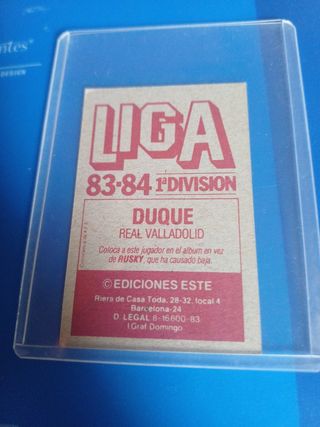 ntes"
DESIGN
LIGA
83-84 1ª DIVISION
DUQUE
REAL VALLADOLID
Coloca a este jugador en el album en vez
de RUSKY, que ha causado baja.
© EDICIONES ESTE
Riera de Casa Toda, 28-32, local 4
Barcelona-24
D. LEGAL B-16600-83
I.Graf Domingo